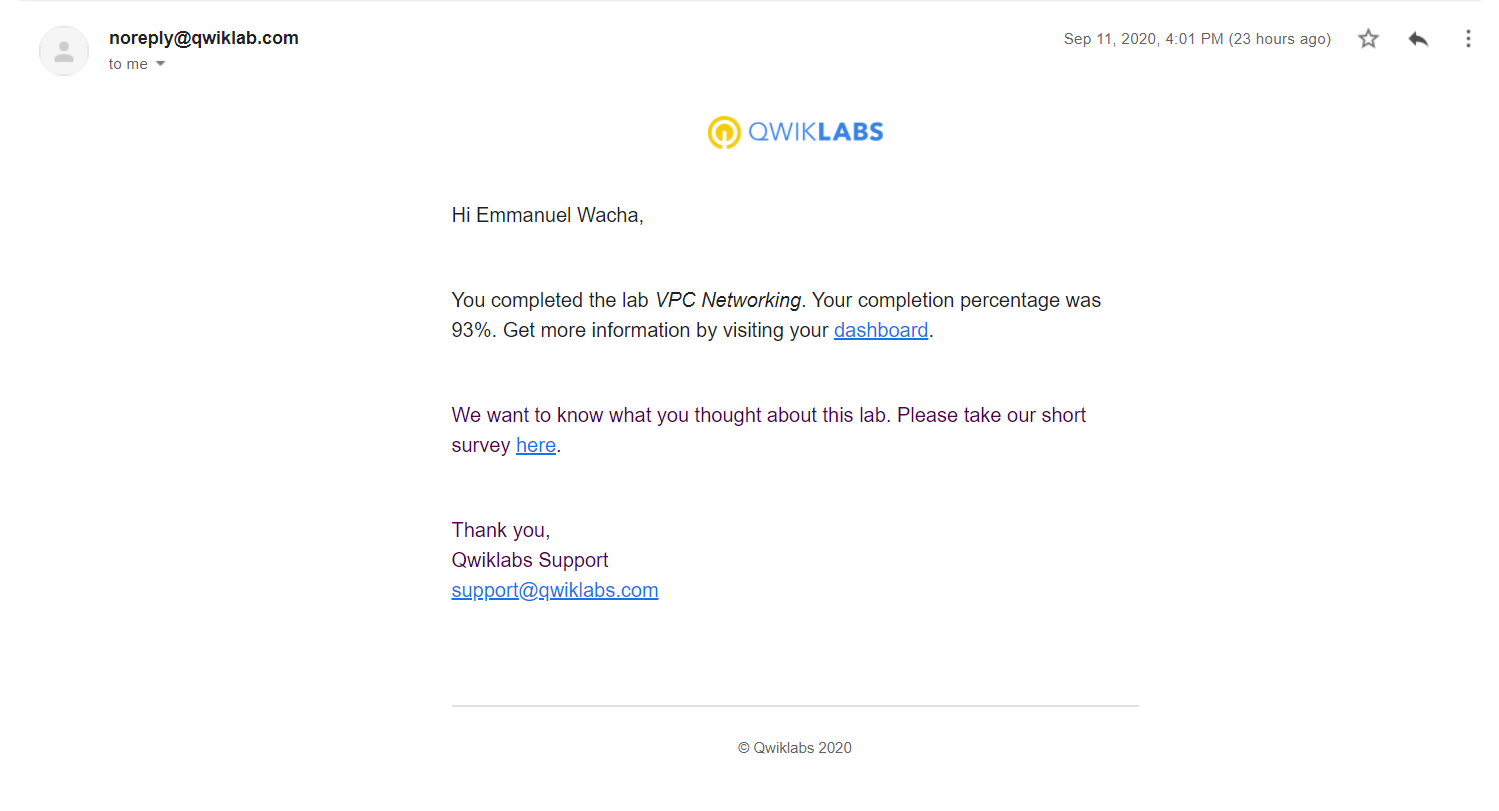 noreply@qwiklab.com
Sep 11, 2020, 4:01 PM (23 hours ago)
to me
QWIKLABS
Hi Emmanuel Wacha,
You completed the lab VPC Networking. Your completion percentage was
93%. Get more information by visiting your dashboard.
We want to know what you thought about this lab. Please take our short
survey here.
Thank you,
Qwiklabs Support
support@qwiklabs.com
© Qwiklabs 2020